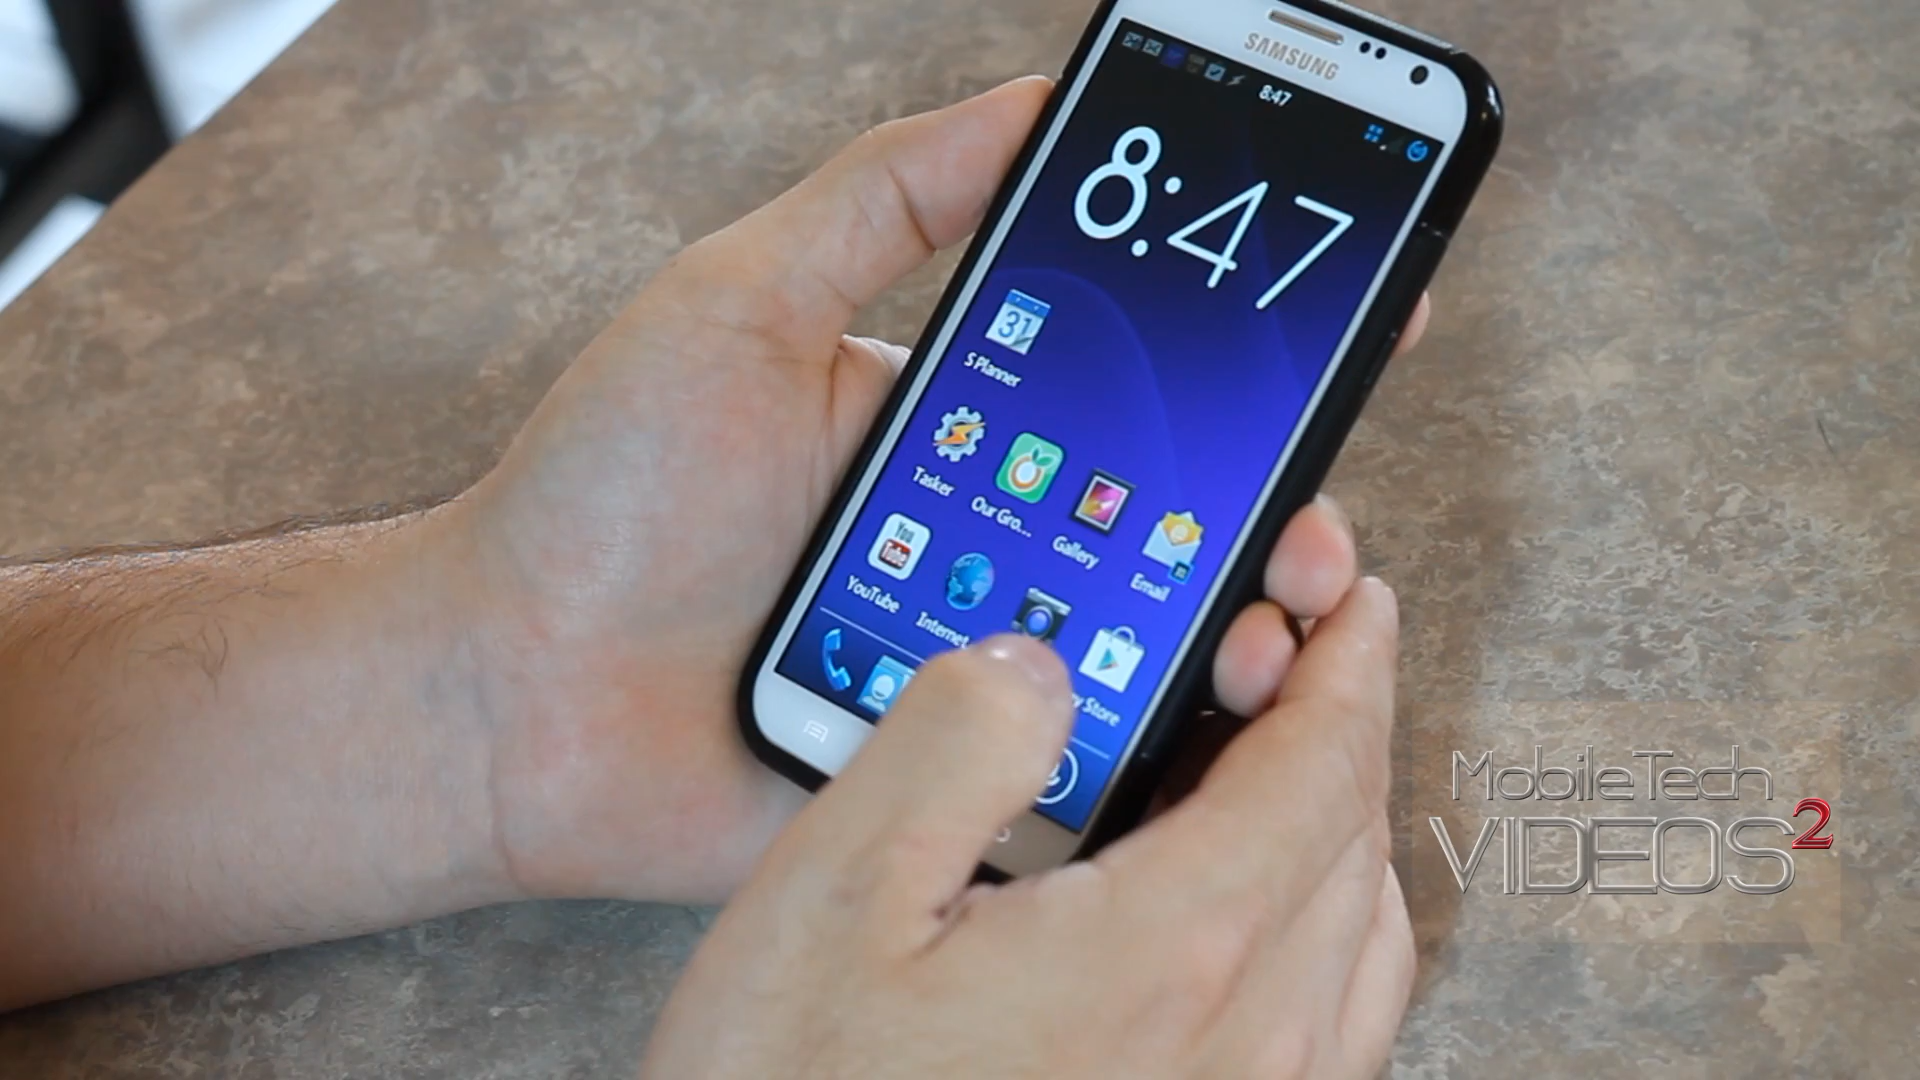 SAMSUNG
8:47
8:47
31
S Planner
Tasker
Our Gro...
Gallery
Email
You
Tube
YouTube
Internet
y Store
MobileTech
VIDEOS2